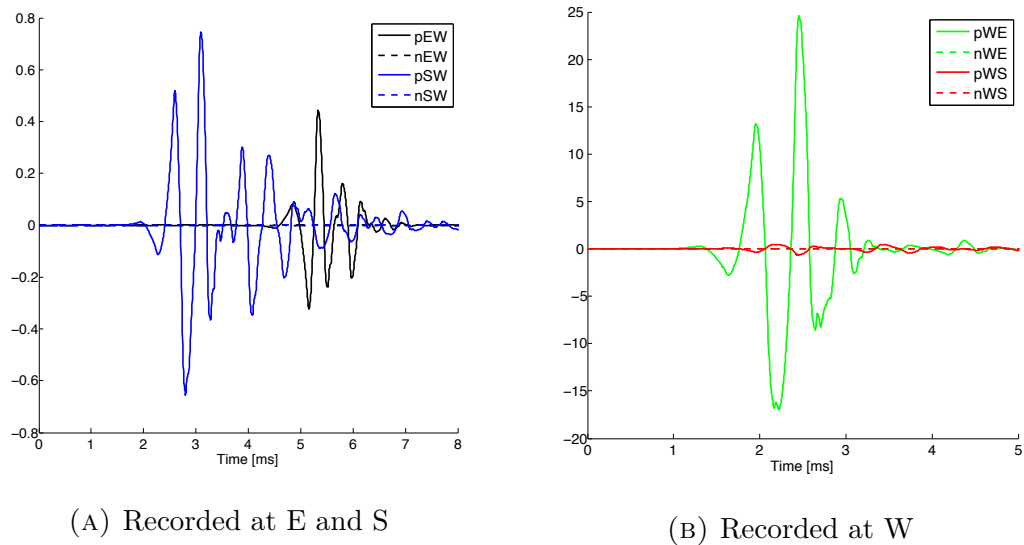 0.8
0.6
0.4
0.2
0
−0.2
−0.4
−0.6
−0.8
0 1 2 3 4 5 6 7 8
Time [ms]
pEW
nEW
pSW
nSW
(A) Recorded at E and S
25
20
15
10
5
0
−5
−10
−15
−20
0 1 2 3 4 5
Time [ms]
pWE
nWE
pWS
nWS
(B) Recorded at W